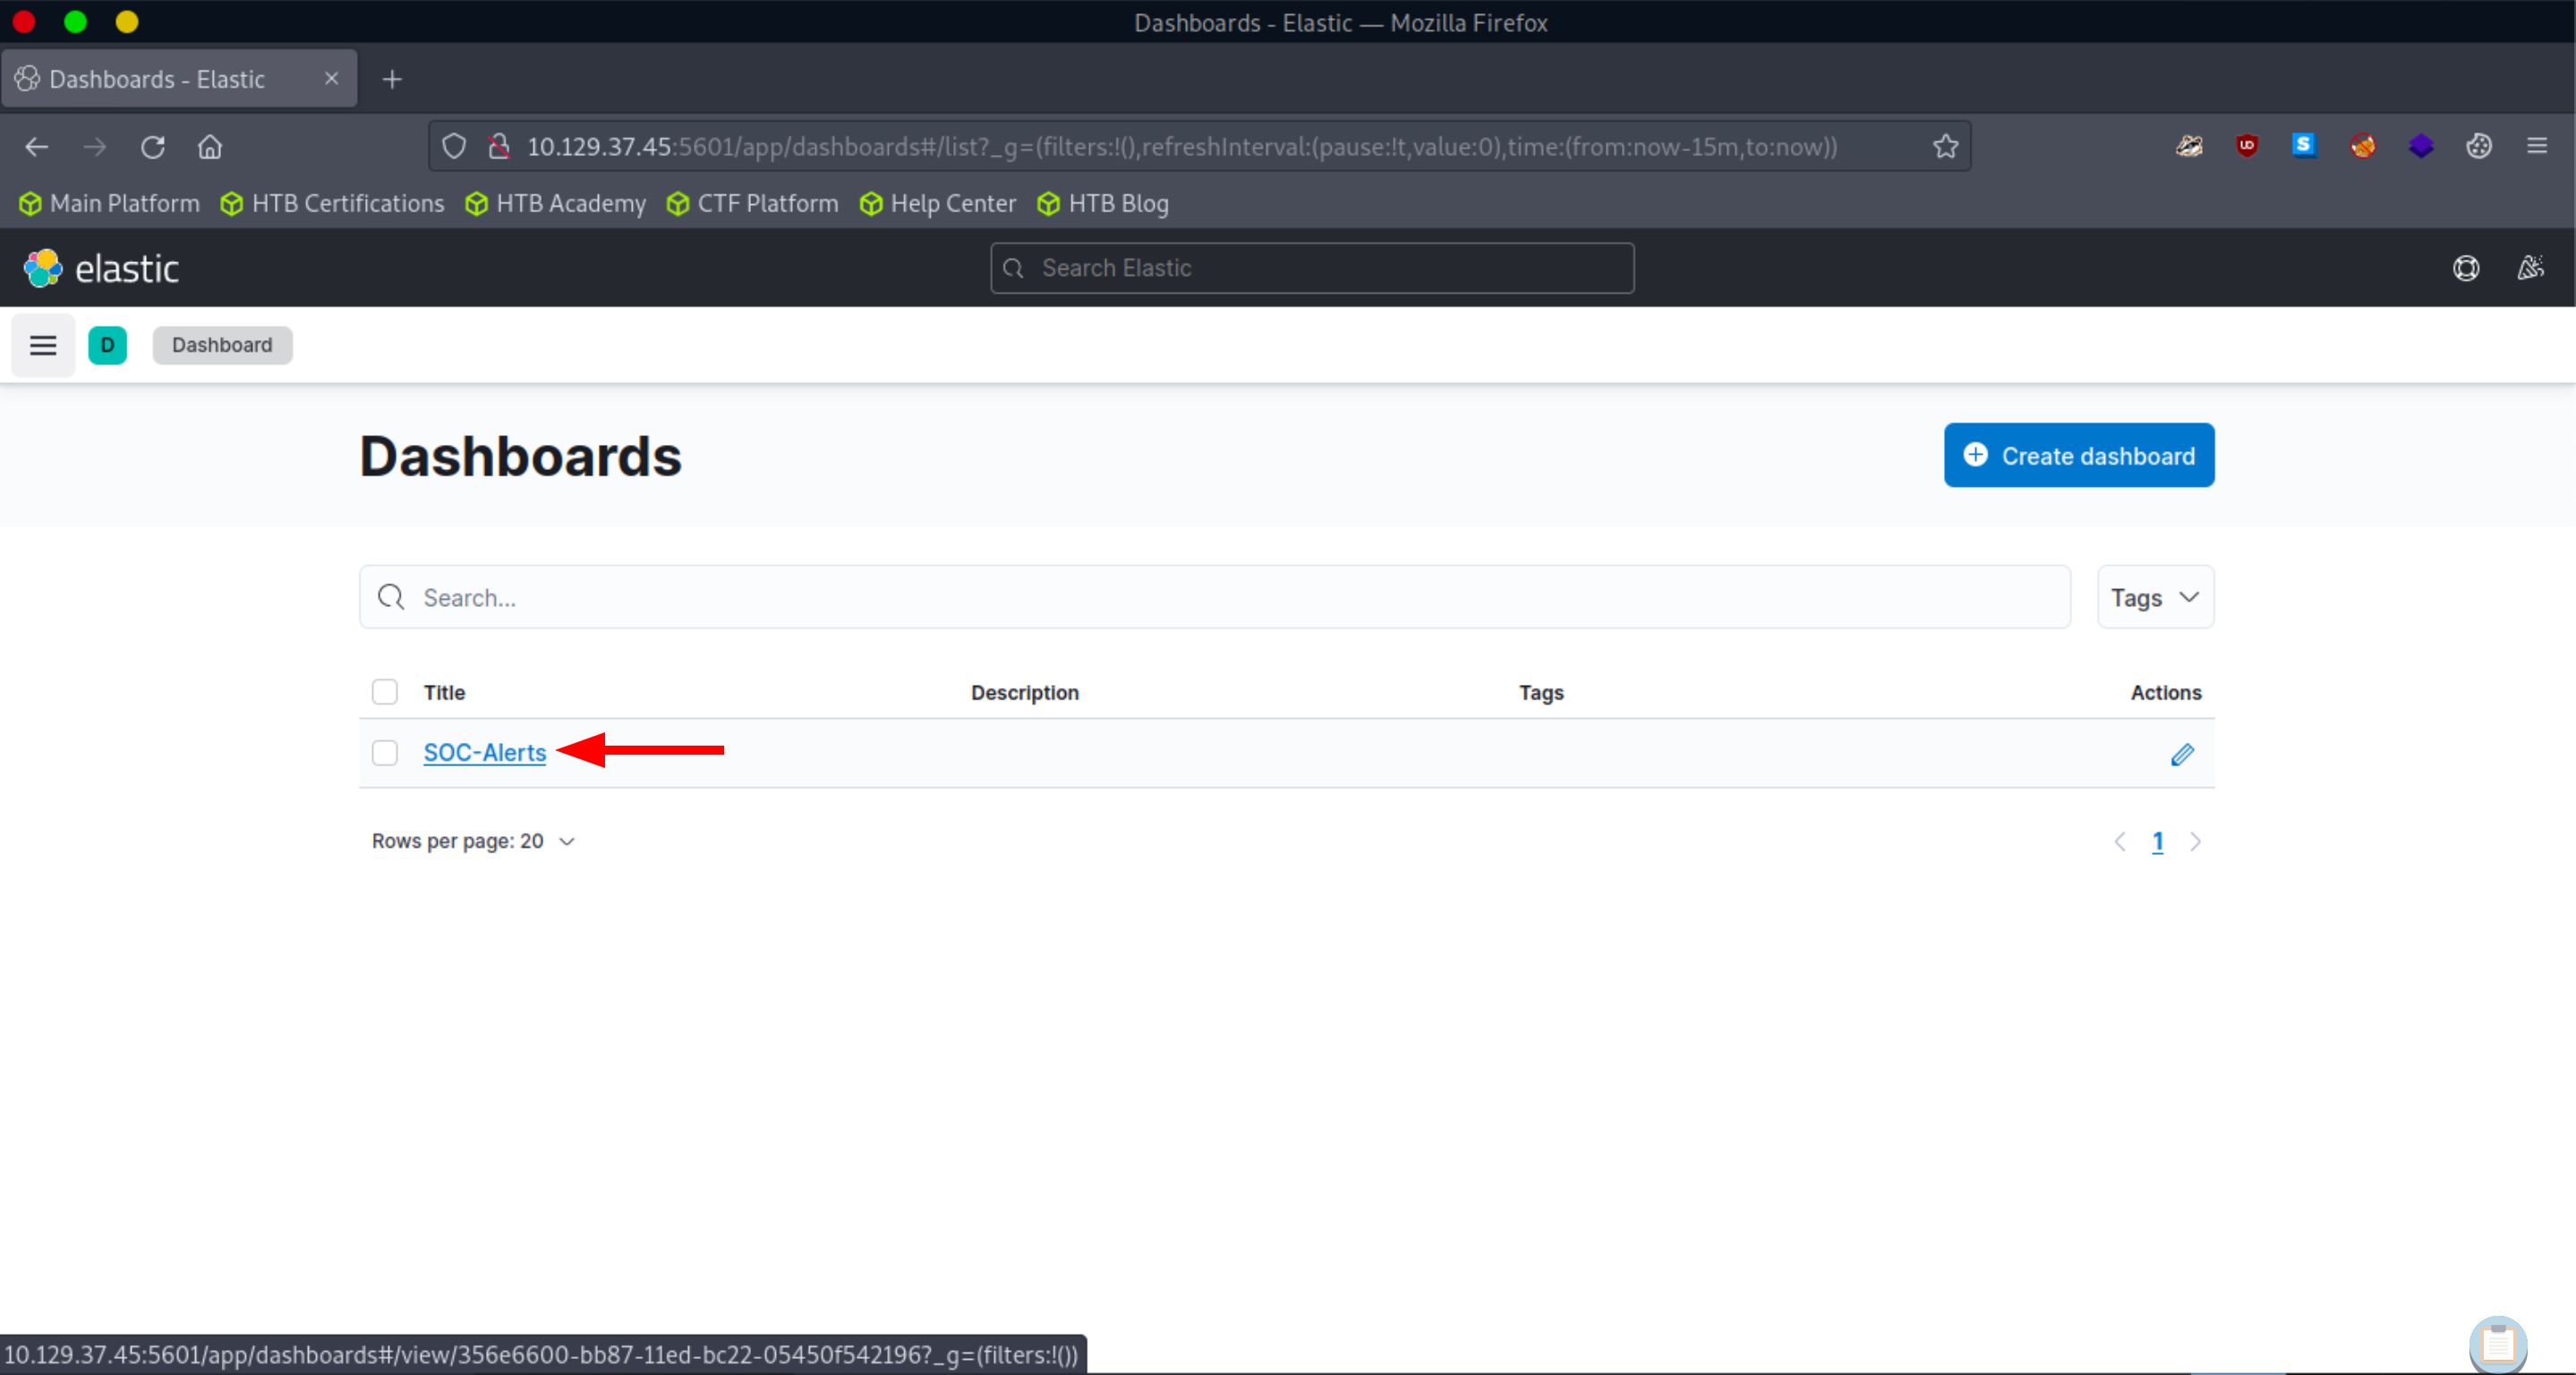 Dashboards - Elastic — Mozilla Firefox
Dashboards - Elastic
10.129.37.45:5601/app/dashboards#/list?_g=(filters:!(),refreshInterval:(pause:!t,value:0),time:(from:now-15m,to:now))
UD
S
Main Platform HTB Certifications HTB Academy CTF Platform Help Center HTB Blog
elastic Search Elastic
D Dashboard
Dashboards Create dashboard
Search... Tags
Title Description Tags Actions
SOC-Alerts
Rows per page: 20 1
10.129.37.45:5601/app/dashboards#/view/356e6600-bb87-11ed-bc22-05450f542196?_g=(filters:!())